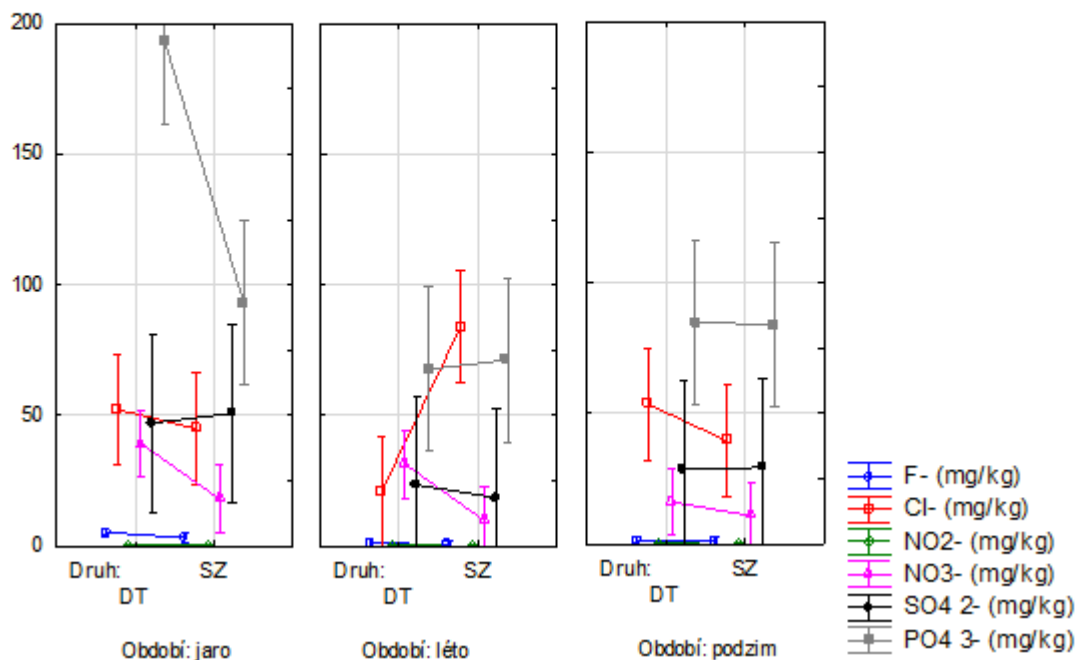 200
150
100
50
0
Druh: SZ
DT
Období: jaro
Druh: SZ
DT
Období: léto
Druh: SZ
DT
Období: podzim
F- (mg/kg)
Cl- (mg/kg)
NO2- (mg/kg)
NO3- (mg/kg)
SO4 2- (mg/kg)
PO4 3- (mg/kg)